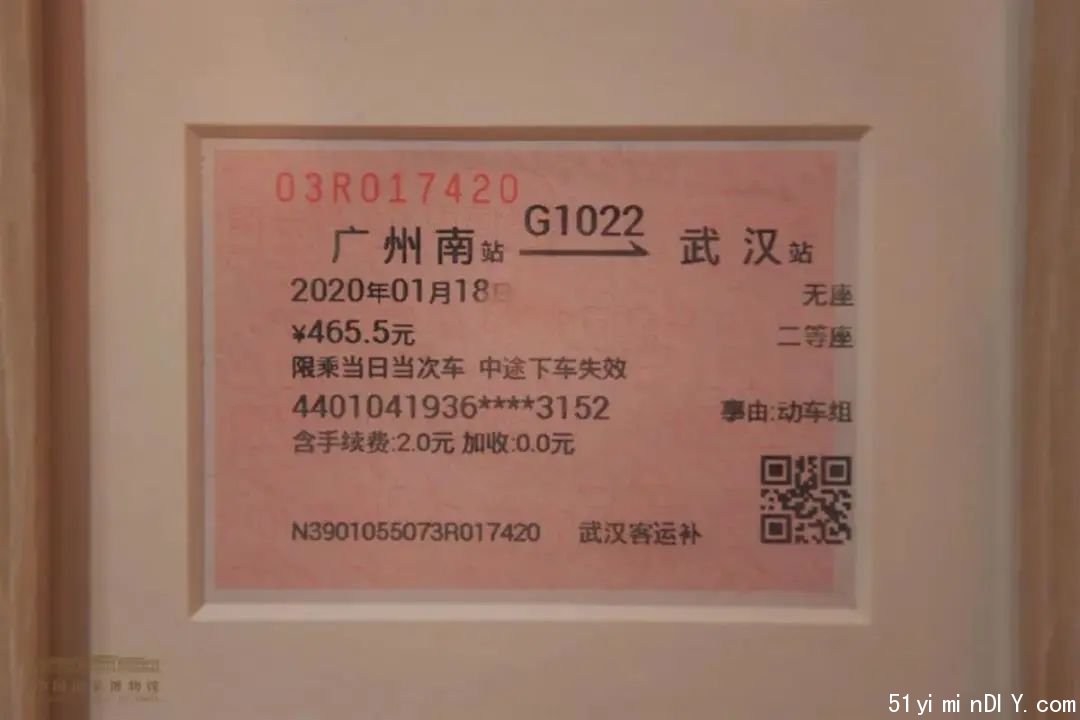 03R017420
G1022
广州南站 武汉站
2020年01月18日
无座
¥465.5元
二等座
限乘当日当次车 中途下车失效
4401041936****3152
事由:动车组
含手续费:2.0元 加收:0.0元
N3901055073R017420 武汉客运补
博物馆
51yiminDIY.com